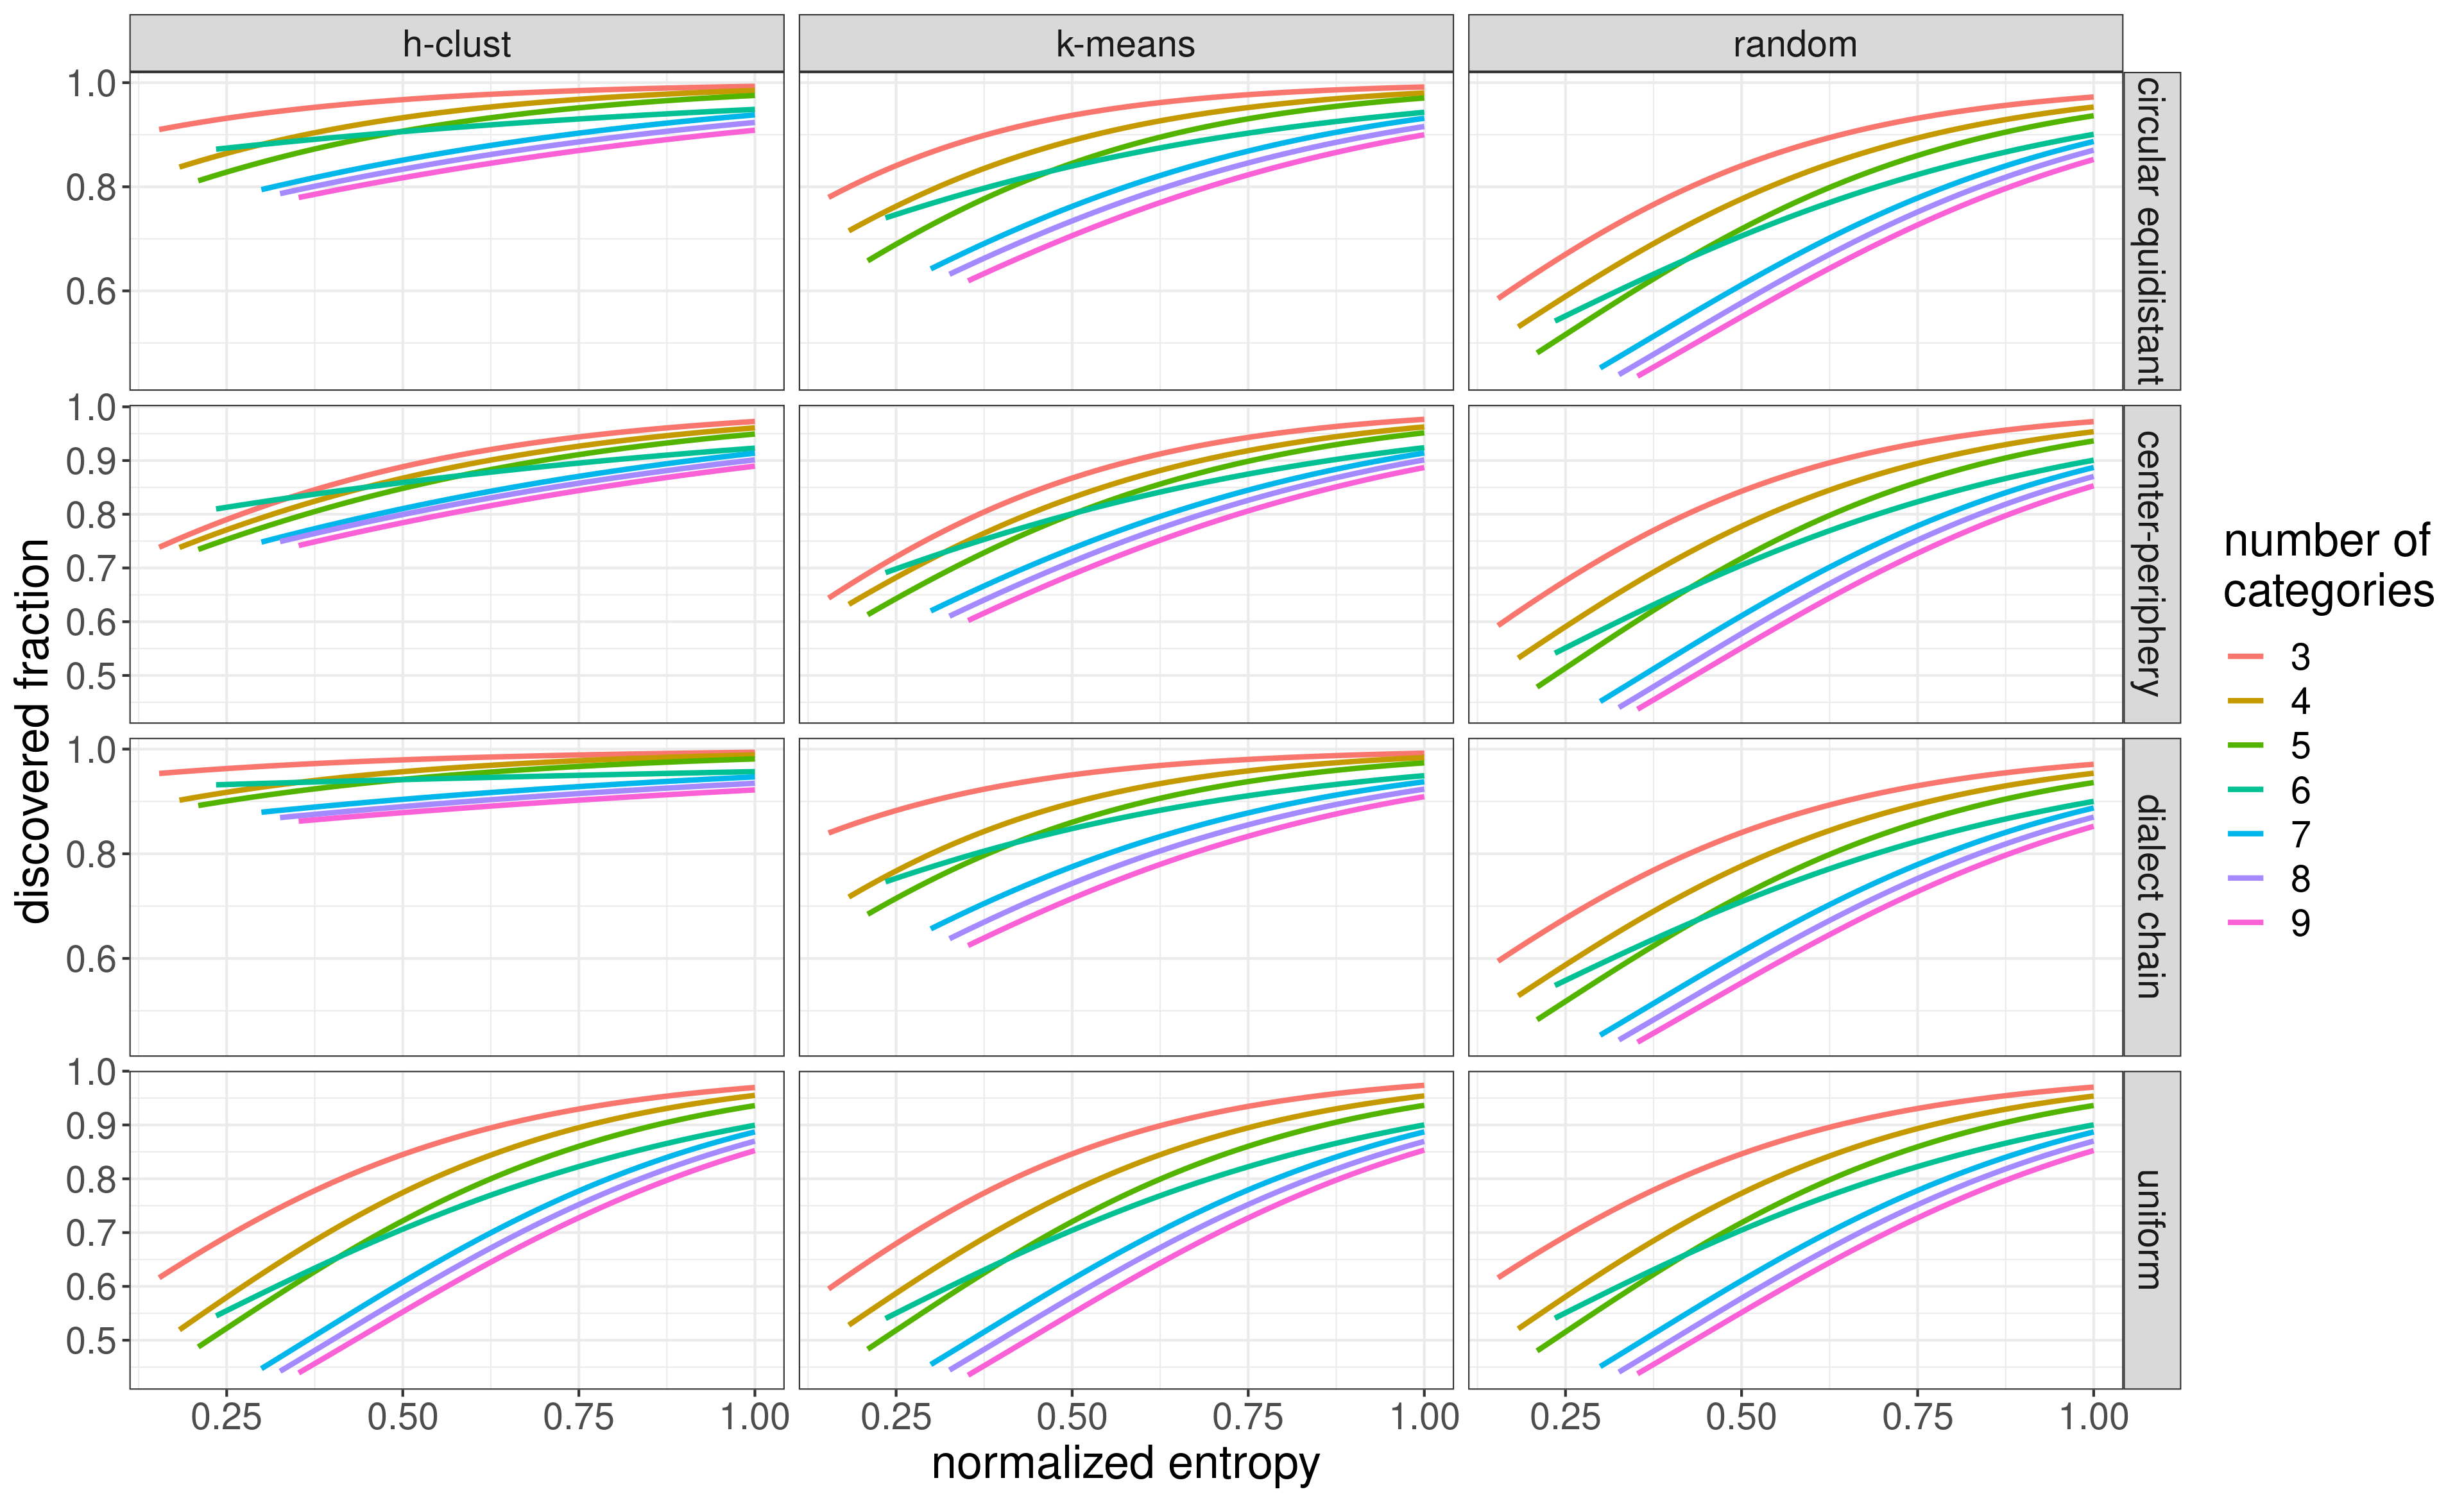 h-clust
k-means
random
1.0
0.8
0.6
circular equidistant
1.0
0.9
0.8
0.7
0.6
0.5
center-periphery
1.0
0.8
0.6
dialect chain
1.0
0.9
0.8
0.7
0.6
0.5
uniform
0.25 0.50 0.75 1.00
0.25 0.50 0.75 1.00
0.25 0.50 0.75 1.00
normalized entropy
discovered fraction
number of
categories
3
4
5
6
7
8
9